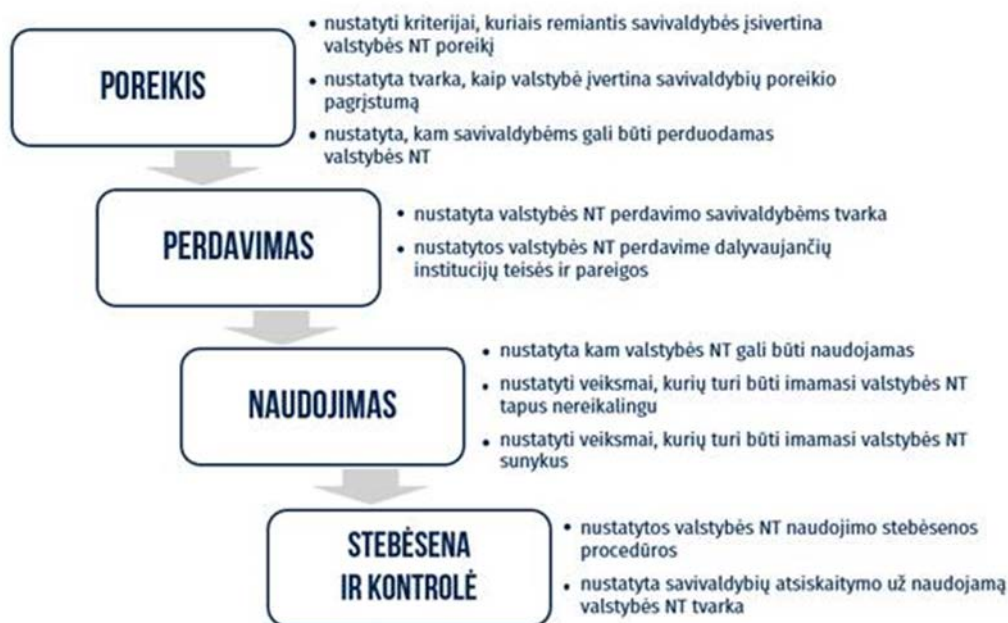 POREIKIS
• nustatyti kriterijai, kuriais remiantis savivaldybės įsivertina
valstybės NT poreikį
• nustatyta tvarka, kaip valstybė įvertina savivaldybių poreikio
pagrįstumą
• nustatyta, kam savivaldybėms gali būti perduodamas
valstybės NT
PERDAVIMAS
• nustatyta valstybės NT perdavimo savivaldybėms tvarka
• nustatytos valstybės NT perdavime dalyvaujančių
institucijų teisės ir pareigos
NAUDOJIMAS
• nustatyta kam valstybės NT gali būti naudojamas
• nustatyti veiksmai, kurių turi būti imamasi valstybės NT
tapus nereikalingu
• nustatyti veiksmai, kurių turi būti imamasi valstybės NT
sunykus
STEBĖSENA
IR KONTROLĖ
• nustatytos valstybės NT naudojimo stebėsenos
procedūros
• nustatyta savivaldybių atsiskaitymo už naudojamą
valstybės NT tvarka